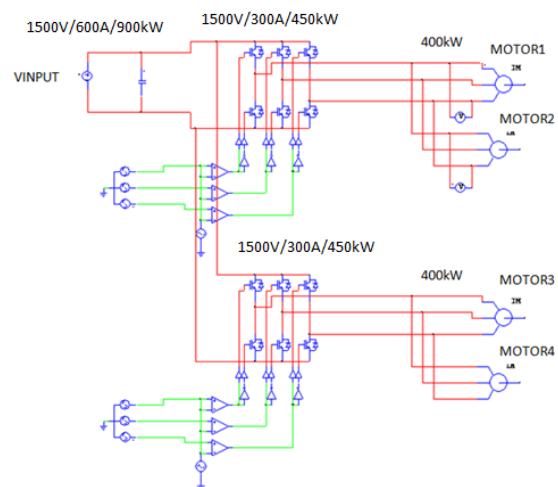 1500V/300A/450kW
1500V/600A/900kW
400kW
MOTOR1
VINPUT
IM
MOTOR2
V
V
1500V/300A/450kW
400kW
MOTOR3
IM
MOTOR4